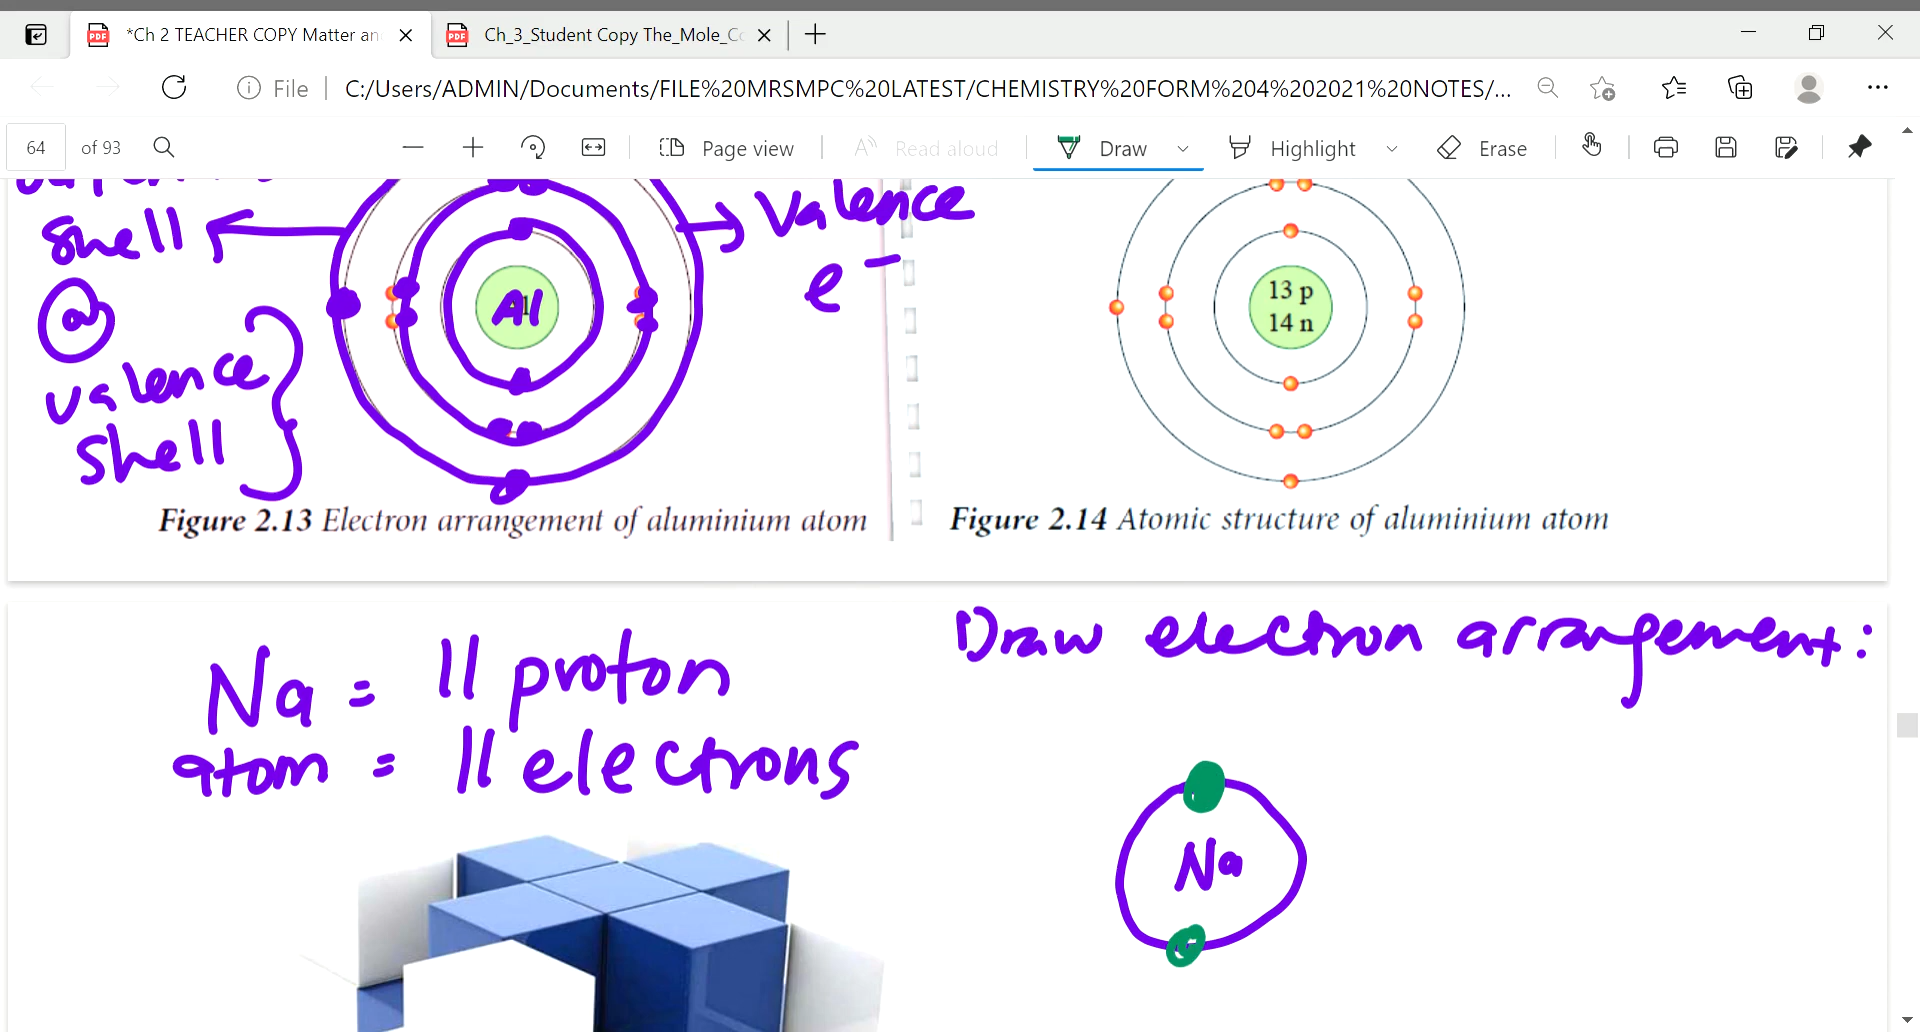 *Ch 2 TEACHER COPY Matter an
Ch_3_Student Copy The_Mole_Co
File
C:/Users/ADMIN/Documents/FILE%20MRSMPC%20LATEST/CHEMISTRY%20FORM%204%202021%20NOTES/...
64 of 93
Page view
Read aloud
Draw
Highlight
Erase
shell
valence
shell
Al
Valence
e⁻
13 p
14 n
Figure 2.13 Electron arrangement of aluminium atom
Figure 2.14 Atomic structure of aluminium atom
Na = 11 proton
atom = 11 electrons
Draw electron arrangement:
Na